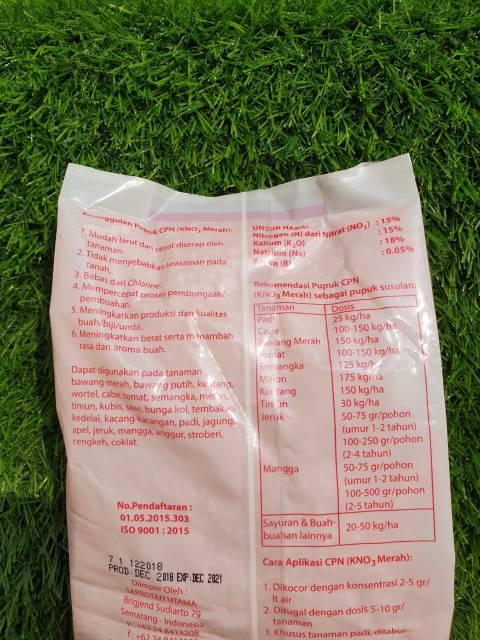 Keunggulan Pupuk CPN (KNO3 Merah):
1. Mudah larut dan cepat diserap oleh
tanaman.
2. Tidak menyebabkan keasaman pada
tanah.
3. Bebas dari Chlorine.
4. Mempercepat proses pembungaan/
pembuahan.
5. Meningkatkan produksi dan kualitas
buah/biji/umbi.
6. Meningkatkan berat serta menambah
rasa dan aroma buah.
Dapat digunakan pada tanaman
bawang merah, bawang putih, kentang,
wortel, cabe, tomat, semangka, melon,
timun, kubis, sawi, bunga kol, tembakau,
kedelai, kacang-kacangan, padi, jagung,
apel, jeruk, mangga, anggur, stroberi,
cengkeh, coklat.
No.Pendaftaran :
01.05.2015.303
ISO 9001 : 2015
7 1 122018
PROD:DEC 2018 EXP:DEC 2021
Diimpor Oleh :
SAPROTAN UTAMA
Brigjend Sudiarto 79
Semarang - Indonesia
p: +62 24 8413208
UNSUR HARA:
Nitrogen (N) dari Nitrat (NO3) : 15%
Kalium (K2O) : 15%
Natrium (Na) : 18%
(B) : 0.05%
Rekomendasi Pupuk CPN
(KNO3 Merah) sebagai pupuk susulan:
Tanaman Dosis
Padi 25 kg/ha
Cabe 100-150 kg/ha
Bawang Merah 150 kg/ha
Tomat 100-150 kg/ha
Semangka 125 kg/ha
Melon 175 kg/ha
Kentang 150 kg/ha
Timun 30 kg/ha
Jeruk 50-75 gr/pohon
(umur 1-2 tahun)
100-250 gr/pohon
(2-4 tahun)
Mangga 50-75 gr/pohon
(umur 1-2 tahun)
100-500 gr/pohon
(2-5 tahun)
Sayuran & Buah- 20-50 kg/ha
buahan lainnya
Cara Aplikasi CPN (KNO3 Merah):
1. Dikocor dengan konsentrasi 2-5 gr/
lt air
2. Ditugal dengan dosis 5-10 gr/
tanaman
3. Khusus tanaman padi, ditabur